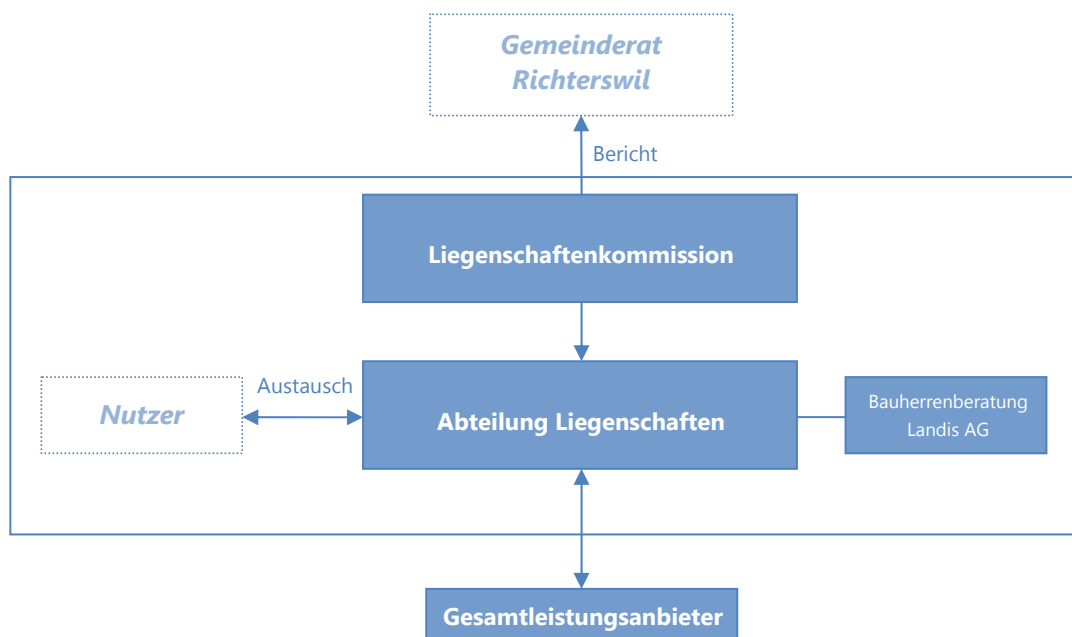 Gemeinderat
Richterswil
Bericht
Liegenschaftenkommission
Nutzer
Austausch
Abteilung Liegenschaften
Bauherrenberatung
Landis AG
Gesamtleistungsanbieter